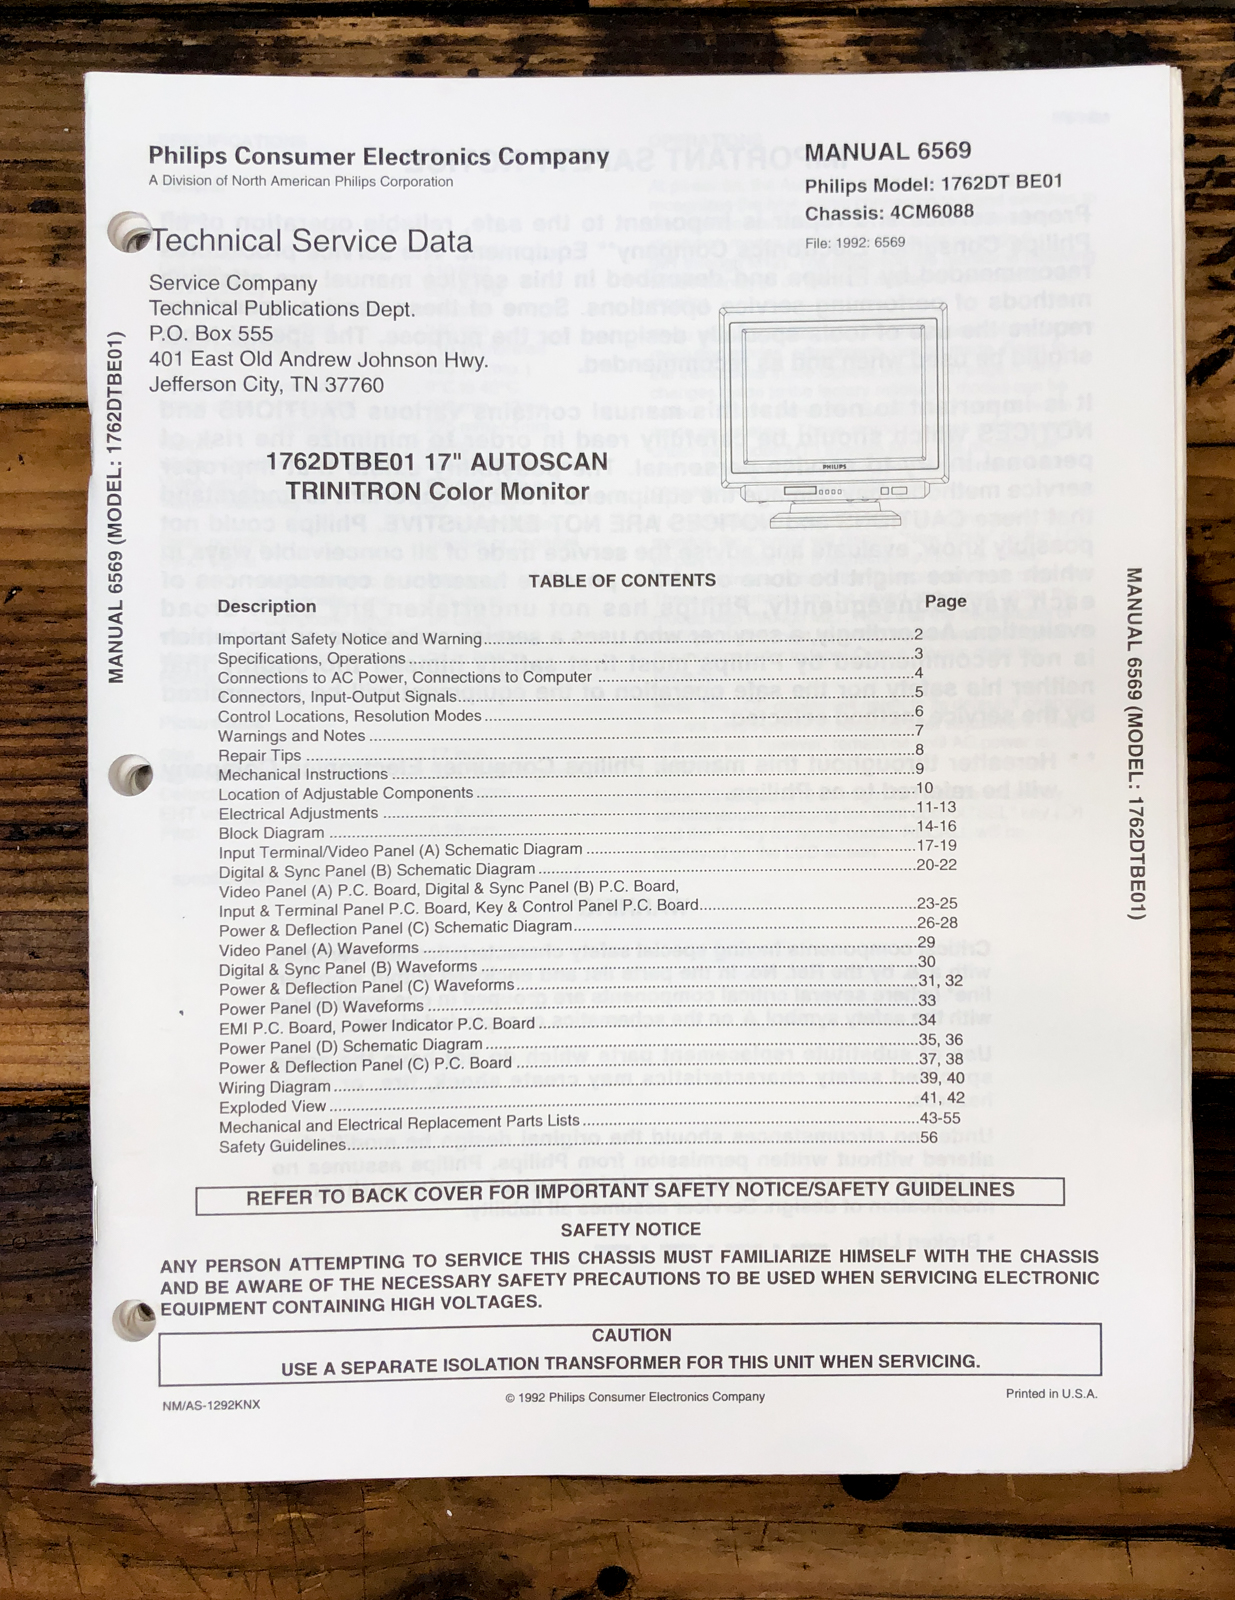 Philips Consumer Electronics Company
A Division of North American Philips Corporation
MANUAL 6569
Philips Model: 1762DT BE01
Chassis: 4CM6088
File: 1992: 6569
Technical Service Data
Service Company
Technical Publications Dept.
P.O. Box 555
401 East Old Andrew Johnson Hwy.
Jefferson City, TN 37760
MANUAL 6569 (MODEL: 1762DTBE01)
PHILIPS
1762DTBE01 17" AUTOSCAN
TRINITRON Color Monitor
MANUAL 6569 (MODEL: 1762DTBE01)
TABLE OF CONTENTS
Description Page
Important Safety Notice and Warning 2
Specifications, Operations 3
Connections to AC Power, Connections to Computer 4
Connectors, Input-Output Signals 5
Control Locations, Resolution Modes 6
Warnings and Notes 7
Repair Tips 8
Mechanical Instructions 9
Location of Adjustable Components 10
Electrical Adjustments 11-13
Block Diagram 14-16
Input Terminal/Video Panel (A) Schematic Diagram 17-19
Digital & Sync Panel (B) Schematic Diagram 20-22
Video Panel (A) P.C. Board, Digital & Sync Panel (B) P.C. Board,
Input & Terminal Panel P.C. Board, Key & Control Panel P.C. Board 23-25
Power & Deflection Panel (C) Schematic Diagram 26-28
Video Panel (A) Waveforms 29
Digital & Sync Panel (B) Waveforms 30
Power & Deflection Panel (C) Waveforms 31, 32
Power Panel (D) Waveforms 33
EMI P.C. Board, Power Indicator P.C. Board 34
Power Panel (D) Schematic Diagram 35, 36
Power & Deflection Panel (C) P.C. Board 37, 38
Wiring Diagram 39, 40
Exploded View 41, 42
Mechanical and Electrical Replacement Parts Lists 43-55
Safety Guidelines 56
REFER TO BACK COVER FOR IMPORTANT SAFETY NOTICE/SAFETY GUIDELINES
SAFETY NOTICE
ANY PERSON ATTEMPTING TO SERVICE THIS CHASSIS MUST FAMILIARIZE HIMSELF WITH THE CHASSIS
AND BE AWARE OF THE NECESSARY SAFETY PRECAUTIONS TO BE USED WHEN SERVICING ELECTRONIC
EQUIPMENT CONTAINING HIGH VOLTAGES.
CAUTION
USE A SEPARATE ISOLATION TRANSFORMER FOR THIS UNIT WHEN SERVICING.
NM/AS-1292KNX
© 1992 Philips Consumer Electronics Company
Printed in U.S.A.